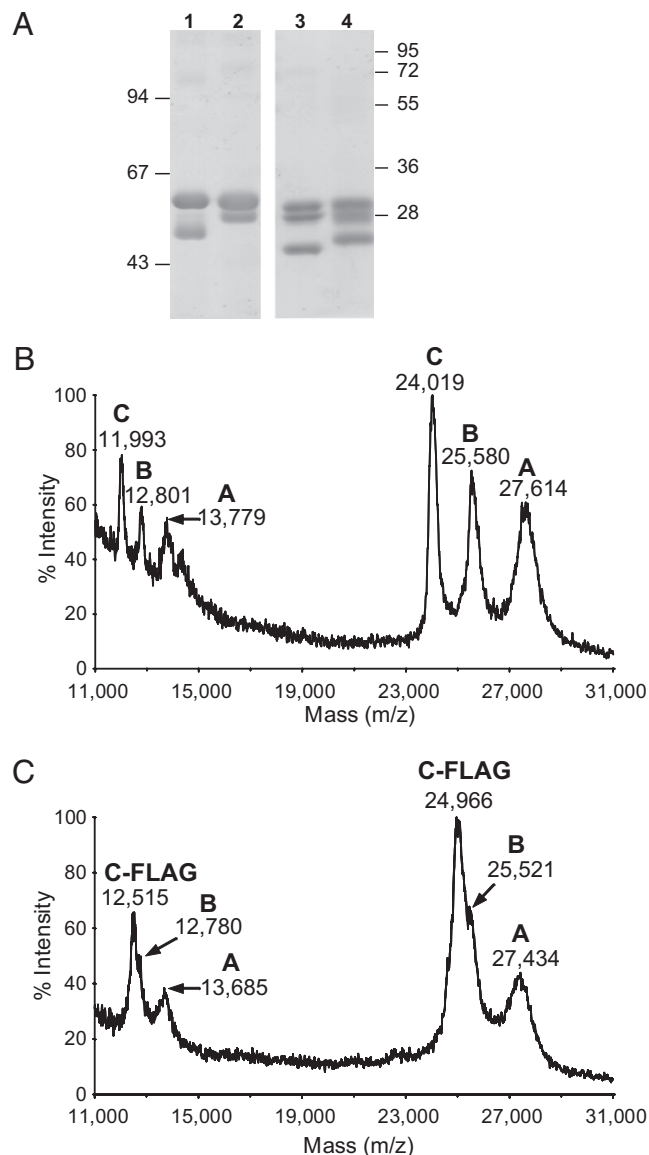 A
1 2 3 4
94
67
43
95
72
55
36
28
B
% Intensity
100
80
60
40
20
0
C
11,993
B
12,801
A
13,779
C
24,019
B
25,580
A
27,614
11,000 15,000 19,000 23,000 27,000 31,000
Mass (m/z)
C
% Intensity
100
80
60
40
20
0
C-FLAG
12,515
B
12,780
A
13,685
C-FLAG
24,966
B
25,521
A
27,434
11,000 15,000 19,000 23,000 27,000 31,000
Mass (m/z)